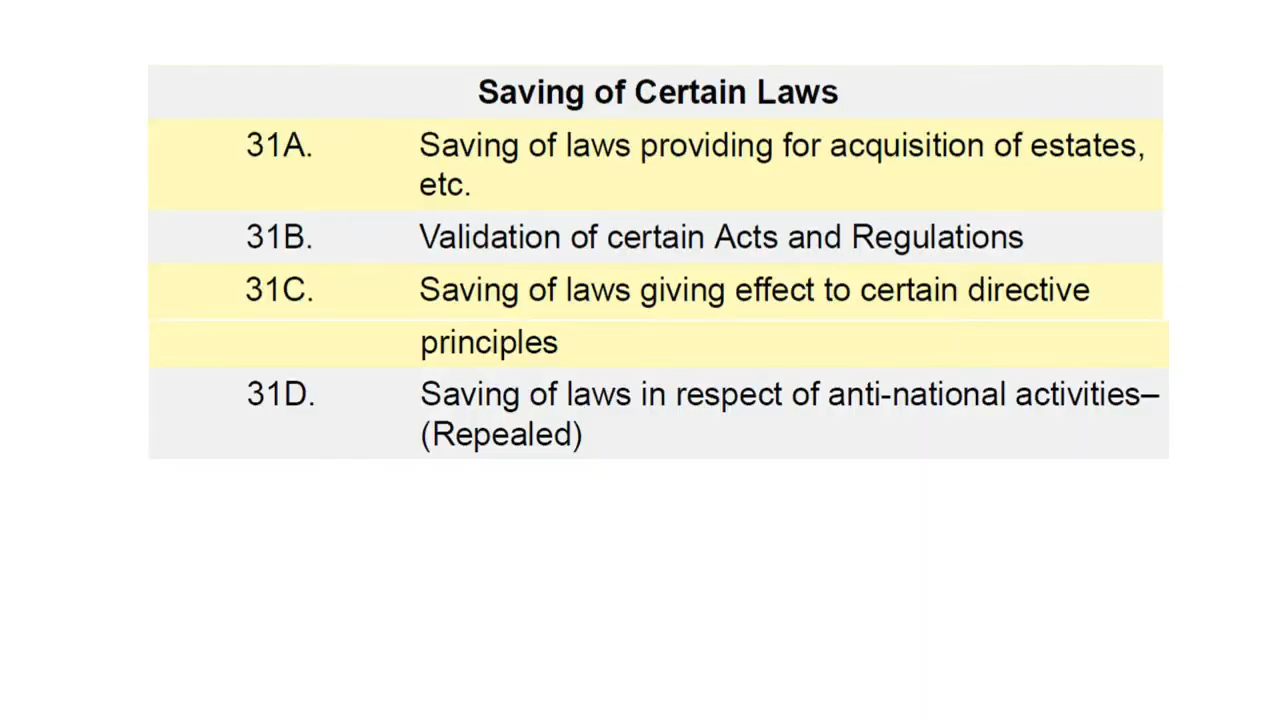 Saving of Certain Laws
31A. Saving of laws providing for acquisition of estates,
etc.
31B. Validation of certain Acts and Regulations
31C. Saving of laws giving effect to certain directive
principles
31D. Saving of laws in respect of anti-national activities–
(Repealed)